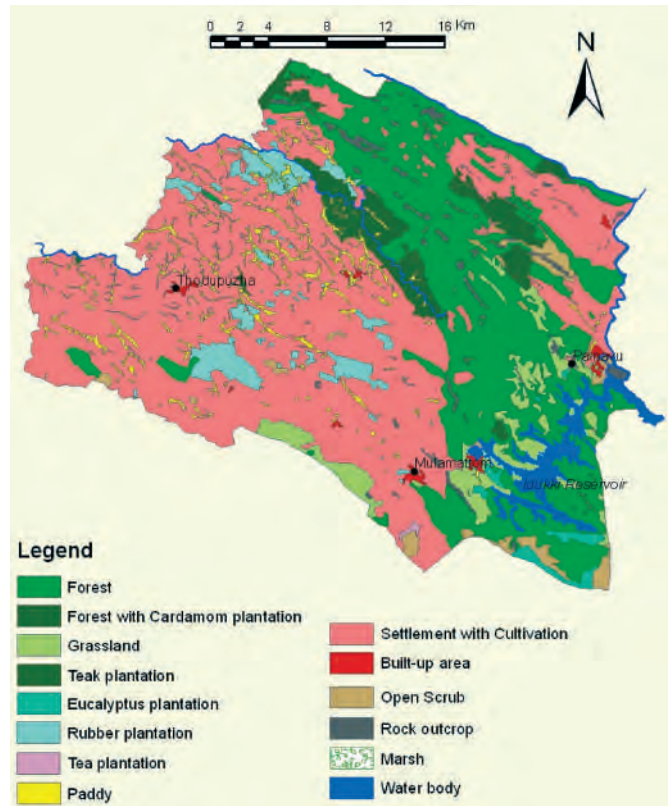 0 2 4 8 12 16 Km
N
Thodupuzha
Painavu
Mulamattom
Idukki Reservoir
Legend
Forest
Forest with Cardamom plantation
Grassland
Teak plantation
Eucalyptus plantation
Rubber plantation
Tea plantation
Paddy
Settlement with Cultivation
Built-up area
Open Scrub
Rock outcrop
Marsh
Water body